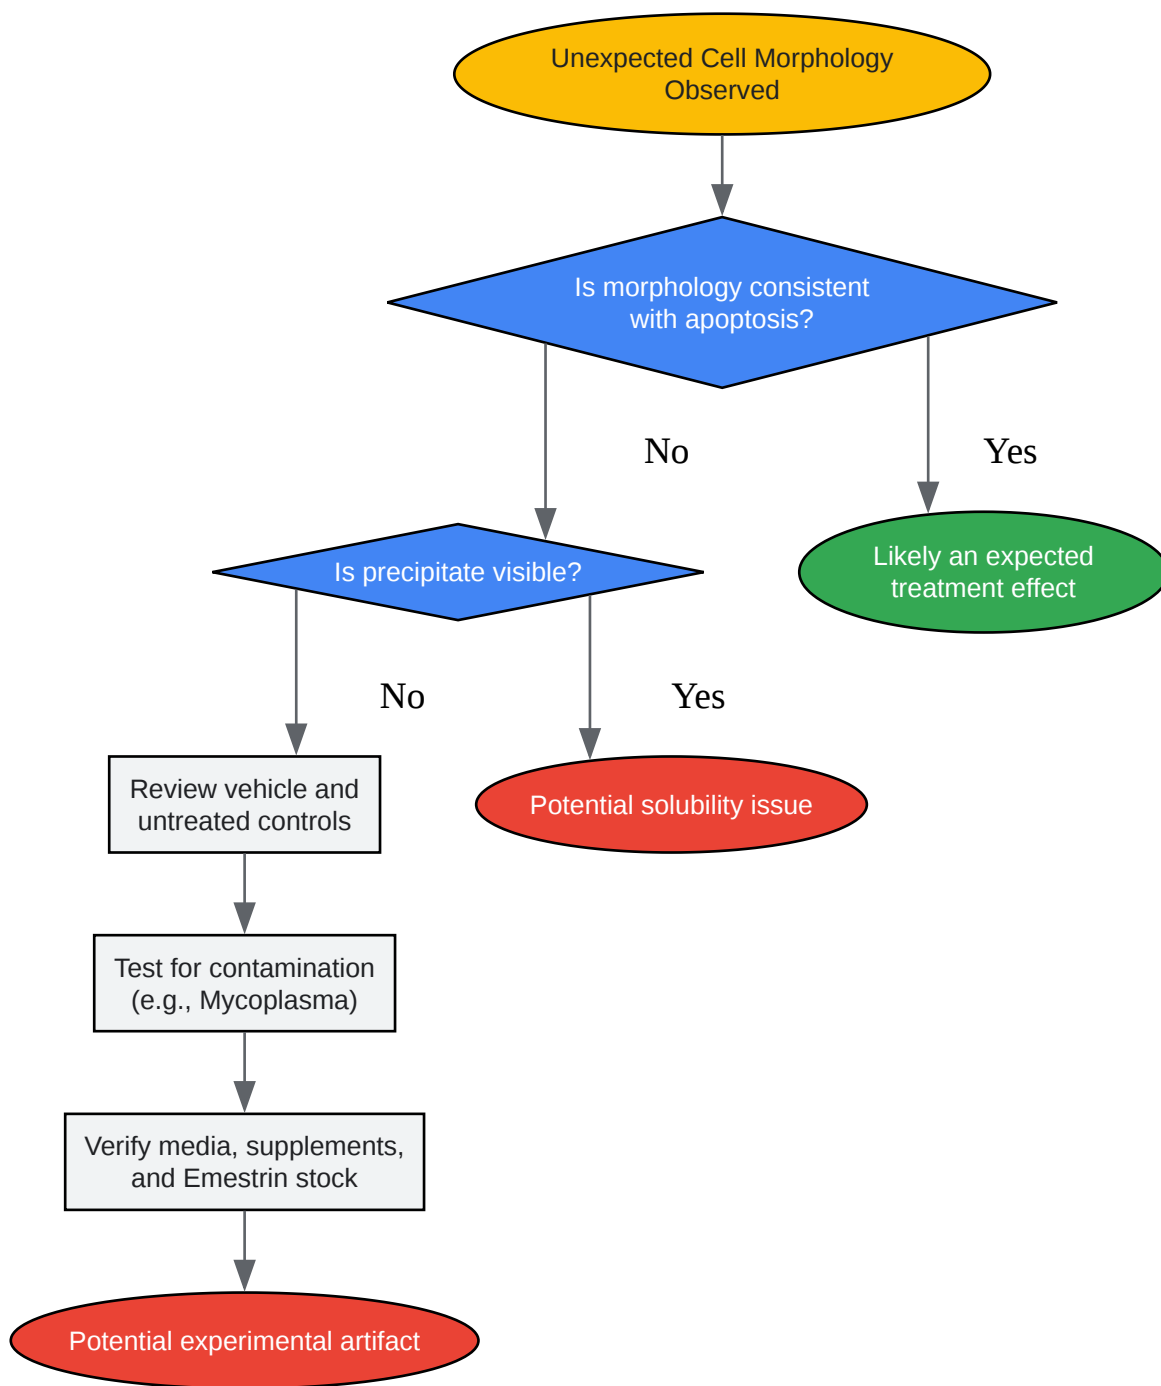 Unexpected Cell Morphology
Observed
Is morphology consistent
with apoptosis?
No
Yes
Is precipitate visible?
Likely an expected
treatment effect
No
Yes
Review vehicle and
untreated controls
Potential solubility issue
Test for contamination
(e.g., Mycoplasma)
Verify media, supplements,
and Emestrin stock
Potential experimental artifact